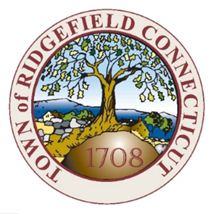 TOWN of RIDGEFIELD CONNECTICUT
1708